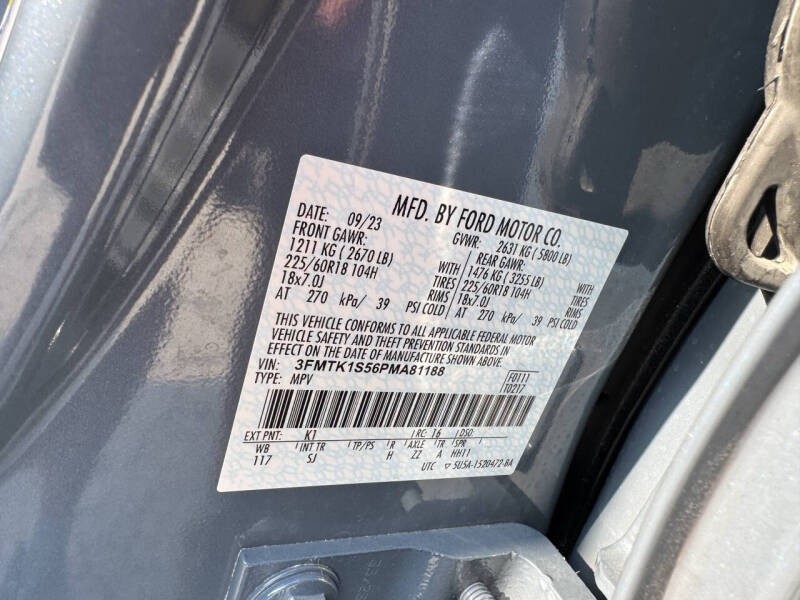 MFD. BY FORD MOTOR CO.
DATE: 09/23 GVWR: 2631 KG ( 5800 LB)
FRONT GAWR: REAR GAWR:
1211 KG ( 2670 LB) WITH 1476 KG ( 3255 LB) WITH
225/60R18 104H TIRES 225/60R18 104H TIRES
18x7.0J RIMS 18x7.0J RIMS
AT 270 kPa/ 39 PSI COLD AT 270 kPa/ 39 PSI COLD
THIS VEHICLE CONFORMS TO ALL APPLICABLE FEDERAL MOTOR
VEHICLE SAFETY AND THEFT PREVENTION STANDARDS IN
EFFECT ON THE DATE OF MANUFACTURE SHOWN ABOVE.
VIN: 3FMTK1S56PMA81188
TYPE: MPV F0111
T0217
EXT PNT: K1 RC: 16 DSO:
WB INT TR TP/PS R AXLE TR SPR
117 SJ H ZZ A HH11
UTC ▽ 5U5A-1520472-BA